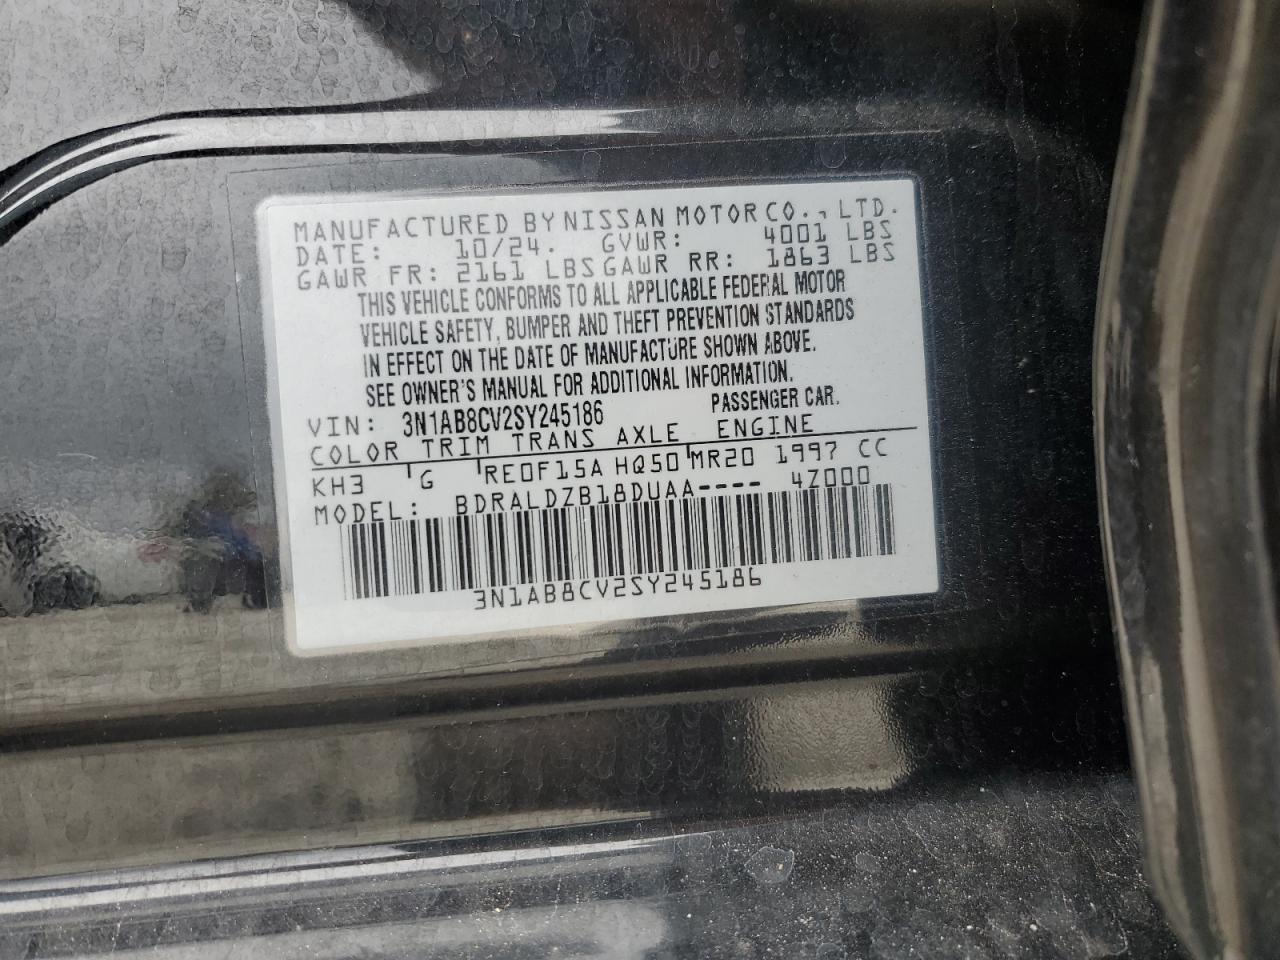 MANUFACTURED BY NISSAN MOTOR CO., LTD.
DATE: 10/24. GVWR: 4001 LBS
GAWR FR: 2161 LBS GAWR RR: 1863 LBS
THIS VEHICLE CONFORMS TO ALL APPLICABLE FEDERAL MOTOR
VEHICLE SAFETY, BUMPER AND THEFT PREVENTION STANDARDS
IN EFFECT ON THE DATE OF MANUFACTURE SHOWN ABOVE.
SEE OWNER'S MANUAL FOR ADDITIONAL INFORMATION.
VIN: 3N1AB8CV2SY245186 PASSENGER CAR.
COLOR TRIM TRANS AXLE ENGINE
KH3 G RE0F15A HQ50 MR20 1997 CC
MODEL: BDRALDZB18DUAA---- 4Z000
3N1AB8CV2SY245186